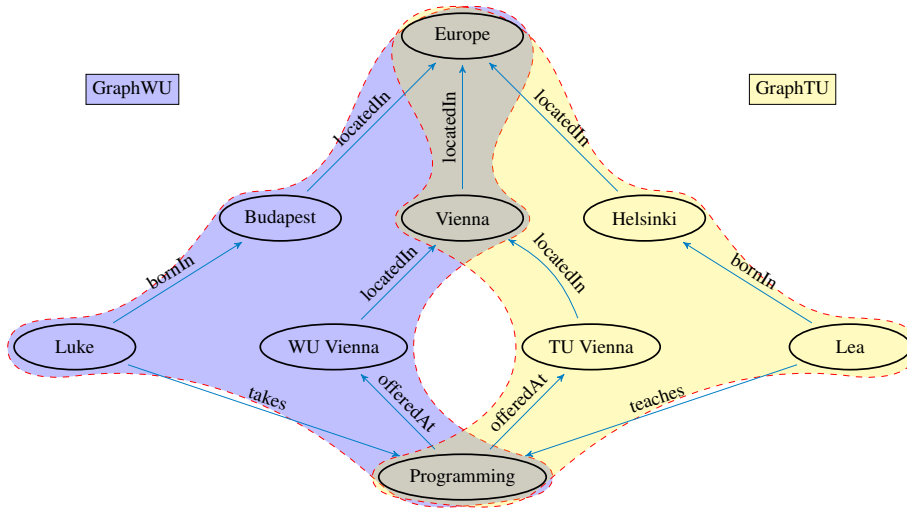 Europe
GraphWU
GraphTU
locatedIn
locatedIn
locatedIn
Budapest
Vienna
Helsinki
bornIn
locatedIn
locatedIn
bornIn
Luke
WU Vienna
TU Vienna
Lea
takes
offeredAt
offeredAt
teaches
Programming